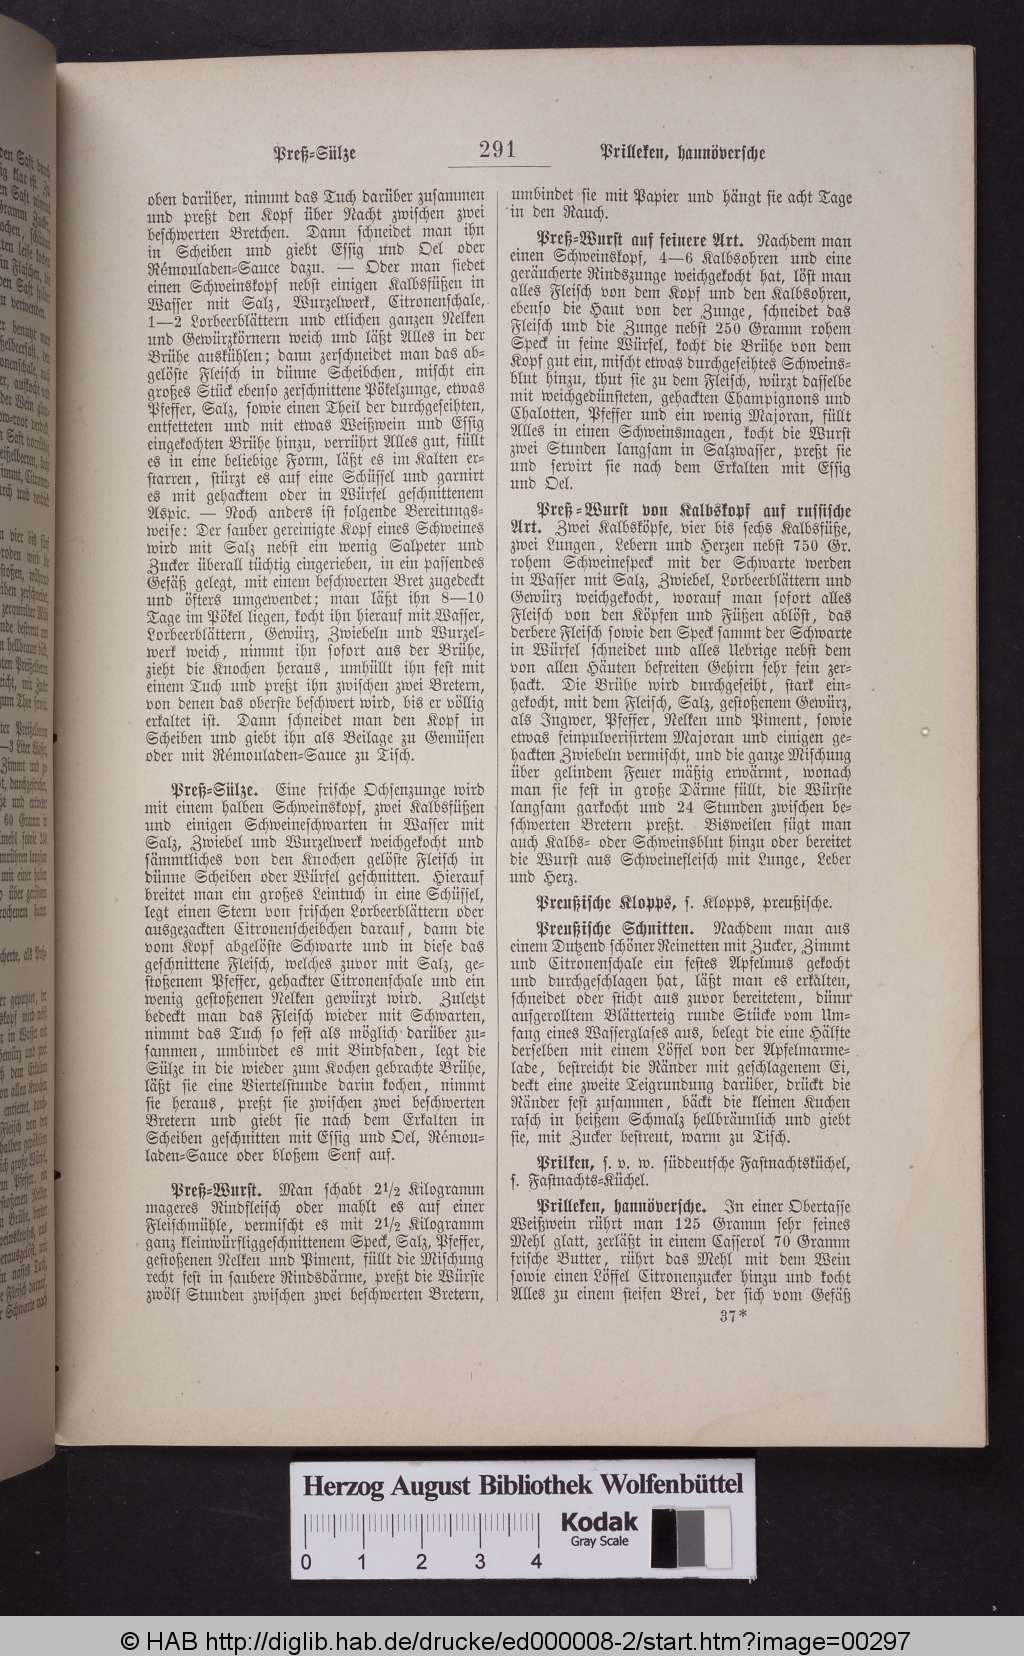 Preß-Sülze
291
Prilleken, hannöversche
oben darüber, nimmt das Tuch darüber zusammen
und preßt den Kopf über Nacht zwischen zwei
beschwerten Bretchen. Dann schneidet man ihn
in Scheiben und giebt Essig und Oel oder
Rémouladen-Sauce dazu. — Oder man siedet
einen Schweinskopf nebst einigen Kalbsfüßen in
Wasser mit Salz, Wurzelwerk, Citronenschale,
1—2 Lorbeerblättern und etlichen ganzen Nelken
und Gewürzkörnern weich und läßt Alles in der
Brühe auskühlen; dann zerschneidet man das ab-
gelöste Fleisch in dünne Scheibchen, mischt ein
großes Stück ebenso zerschnittene Pökelzunge, etwas
Pfeffer, Salz, sowie einen Theil der durchgeseihten,
entfetteten und mit etwas Weißwein und Essig
eingekochten Brühe hinzu, verrührt Alles gut, füllt
es in eine beliebige Form, läßt es im Kalten er-
starren, stürzt es auf eine Schüssel und garnirt
es mit gehacktem oder in Würfel geschnittenem
Aspic. — Noch anders ist folgende Bereitungs-
weise: Der sauber gereinigte Kopf eines Schweines
wird mit Salz nebst ein wenig Salpeter und
Zucker überall tüchtig eingerieben, in ein passendes
Gefäß gelegt, mit einem beschwerten Bret zugedeckt
und öfters umgewendet; man läßt ihn 8—10
Tage im Pökel liegen, kocht ihn hierauf mit Wasser,
Lorbeerblättern, Gewürz, Zwiebeln und Wurzel-
werk weich, nimmt ihn sofort aus der Brühe,
zieht die Knochen heraus, umhüllt ihn fest mit
einem Tuch und preßt ihn zwischen zwei Bretern,
von denen das oberste beschwert wird, bis er völlig
erkaltet ist. Dann schneidet man den Kopf in
Scheiben und giebt ihn als Beilage zu Gemüsen
oder mit Rémouladen-Sauce zu Tisch.
Preß-Sülze. Eine frische Ochsenzunge wird
mit einem halben Schweinskopf, zwei Kalbsfüßen
und einigen Schweineschwarten in Wasser mit
Salz, Zwiebel und Wurzelwerk weichgekocht und
sämmtliches von den Knochen gelöste Fleisch in
dünne Scheiben oder Würfel geschnitten. Hierauf
breitet man ein großes Leintuch in eine Schüssel,
legt einen Stern von frischen Lorbeerblättern oder
ausgezackten Citronenscheibchen darauf, dann die
vom Kopf abgelöste Schwarte und in diese das
geschnittene Fleisch, welches zuvor mit Salz, ge-
stoßenem Pfeffer, gehackter Citronenschale und ein
wenig gestoßenen Nelken gewürzt wird. Zuletzt
bedeckt man das Fleisch wieder mit Schwarten,
nimmt das Tuch so fest als möglich darüber zu-
sammen, umbindet es mit Bindfaden, legt die
Sülze in die wieder zum Kochen gebrachte Brühe,
läßt sie eine Viertelstunde darin kochen, nimmt
sie heraus, preßt sie zwischen zwei beschwerten
Bretern und giebt sie nach dem Erkalten in
Scheiben geschnitten mit Essig und Oel, Rémou-
laden-Sauce oder bloßem Senf auf.
Preß-Wurst. Man schabt 2½ Kilogramm
mageres Rindfleisch oder mahlt es auf einer
Fleischmühle, vermischt es mit 2½ Kilogramm
ganz kleinwürfliggeschnittenem Speck, Salz, Pfeffer,
gestoßenen Nelken und Piment, füllt die Mischung
recht fest in saubere Rindsdärme, preßt die Würste
zwölf Stunden zwischen zwei beschwerten Bretern,
umbindet sie mit Papier und hängt sie acht Tage
in den Rauch.
Preß-Wurst auf feinere Art. Nachdem man
einen Schweinskopf, 4—6 Kalbsohren und eine
geräucherte Rindszunge weichgekocht hat, löst man
alles Fleisch von dem Kopf und den Kalbsohren,
ebenso die Haut von der Zunge, schneidet das
Fleisch und die Zunge nebst 250 Gramm rohem
Speck in feine Würfel, kocht die Brühe von dem
Kopf gut ein, mischt etwas durchgeseihtes Schweins-
blut hinzu, thut sie zu dem Fleisch, würzt dasselbe
mit weichgedünsteten, gehackten Champignons und
Chalotten, Pfeffer und ein wenig Majoran, füllt
Alles in einen Schweinsmagen, kocht die Wurst
zwei Stunden langsam in Salzwasser, preßt sie
und servirt sie nach dem Erkalten mit Essig
und Oel.
Preß-Wurst von Kalbskopf auf russische
Art. Zwei Kalbsköpfe, vier bis sechs Kalbsfüße,
zwei Lungen, Lebern und Herzen nebst 750 Gr.
rohem Schweinespeck mit der Schwarte werden
in Wasser mit Salz, Zwiebel, Lorbeerblättern und
Gewürz weichgekocht, worauf man sofort alles
Fleisch von den Köpfen und Füßen ablöst, das
derbere Fleisch sowie den Speck sammt der Schwarte
in Würfel schneidet und alles Uebrige nebst dem
von allen Häuten befreiten Gehirn sehr fein zer-
hackt. Die Brühe wird durchgeseiht, stark ein-
gekocht, mit dem Fleisch, Salz, gestoßenem Gewürz,
als Ingwer, Pfeffer, Nelken und Piment, sowie
etwas feinpulverisirtem Majoran und einigen ge-
hackten Zwiebeln vermischt, und die ganze Mischung
über gelindem Feuer mäßig erwärmt, wonach
man sie fest in große Därme füllt, die Würste
langsam garkocht und 24 Stunden zwischen be-
schwerten Bretern preßt. Bisweilen fügt man
auch Kalbs- oder Schweinsblut hinzu oder bereitet
die Wurst aus Schweinefleisch mit Lunge, Leber
und Herz.
Preußische Klopps, s. Klopps, preußische.
Preußische Schnitten. Nachdem man aus
einem Dutzend schöner Reinetten mit Zucker, Zimmt
und Citronenschale ein festes Apfelmus gekocht
und durchgeschlagen hat, läßt man es erkälten,
schneidet oder sticht aus zuvor bereitetem, dünn
aufgerolltem Blätterteig runde Stücke vom Um-
fang eines Wasserglases aus, belegt die eine Hälfte
derselben mit einem Löffel von der Apfelmarme-
lade, bestreicht die Ränder mit geschlagenem Ei,
deckt eine zweite Teigrundung darüber, drückt die
Ränder fest zusammen, bäckt die kleinen Kuchen
rasch in heißem Schmalz hellbräunlich und giebt
sie, mit Zucker bestreut, warm zu Tisch.
Prilken, s. v. w. süddeutsche Fastnachtsküchel,
s. Fastnachts-Küchel.
Prilleken, hannöversche. In einer Obertasse
Weißwein rührt man 125 Gramm sehr feines
Mehl glatt, zerläßt in einem Casserol 70 Gramm
frische Butter, rührt das Mehl mit dem Wein
sowie einen Löffel Citronenzucker hinzu und kocht
Alles zu einem steifen Brei, der sich vom Gefäß
37*
Herzog August Bibliothek Wolfenbüttel
Kodak
Gray Scale
0 1 2 3 4
© HAB http://diglib.hab.de/drucke/ed000008-2/start.htm?image=00297